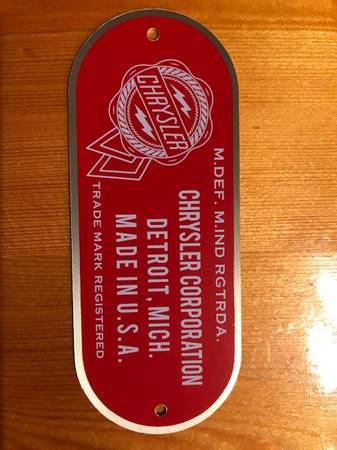 M.DEF. M.IND RGTRDA.
CHRYSLER
CHRYSLER CORPORATION
DETROIT, MICH.
MADE IN U.S.A.
TRADE MARK REGISTERED